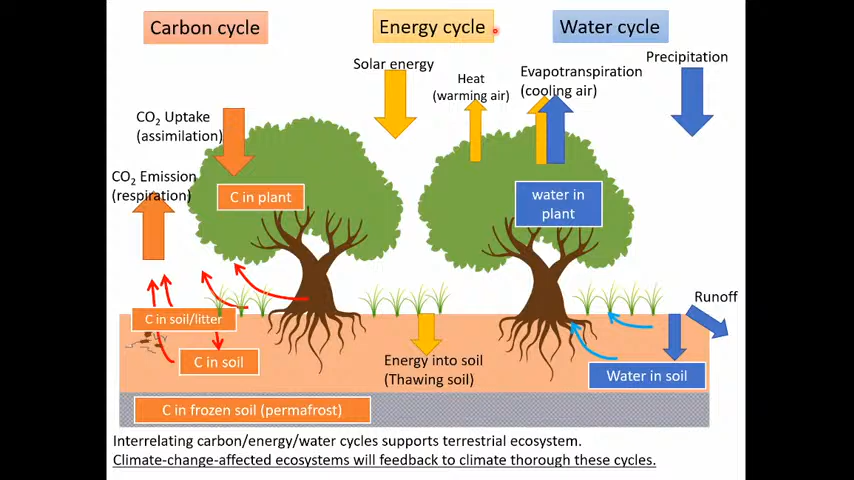 Carbon cycle
Energy cycle
Water cycle
Solar energy
Heat
(warming air)
Evapotranspiration
(cooling air)
Precipitation
CO₂ Uptake
(assimilation)
CO₂ Emission
(respiration)
C in plant
water in
plant
Runoff
C in soil/litter
C in soil
Energy into soil
(Thawing soil)
Water in soil
C in frozen soil (permafrost)
Interrelating carbon/energy/water cycles supports terrestrial ecosystem.
Climate-change-affected ecosystems will feedback to climate thorough these cycles.